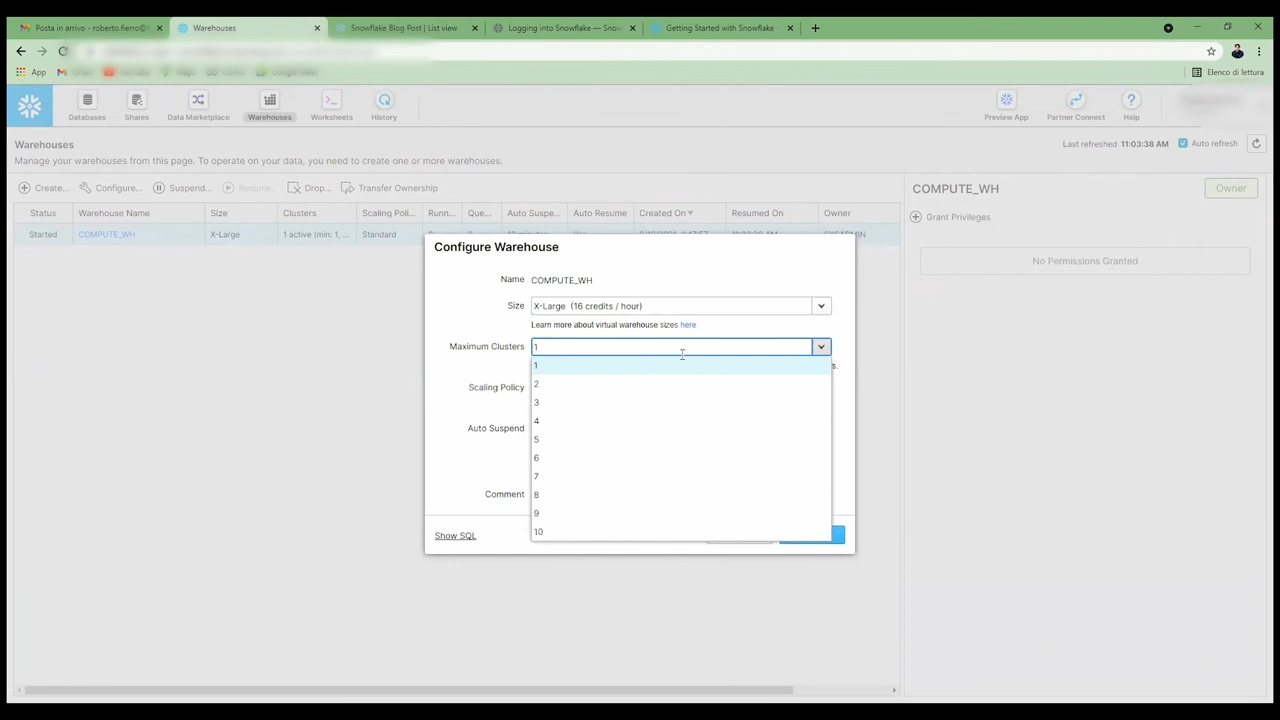 Posta in arrivo - roberto.fierro@
Warehouses
Snowflake Blog Post | List view
Logging into Snowflake — Snow
Getting Started with Snowflake -
App
Elenco di lettura
Databases
Shares
Data Marketplace
Warehouses
Worksheets
History
Preview App
Partner Connect
Help
Warehouses
Last refreshed 11:03:38 AM
Auto refresh
Manage your warehouses from this page. To operate on your data, you need to create one or more warehouses.
Create...
Configure...
Suspend...
Resume...
Drop...
Transfer Ownership
COMPUTE_WH
Owner
Grant Privileges
No Permissions Granted
Status
Warehouse Name
Size
Clusters
Scaling Poli...
Runn...
Que...
Auto Suspe...
Auto Resume
Created On
Resumed On
Owner
Started
COMPUTE_WH
X-Large
1 active (min: 1, ...
Standard
Configure Warehouse
Name COMPUTE_WH
Size X-Large (16 credits / hour)
Learn more about virtual warehouse sizes here
Maximum Clusters 1
1
s.
2
Scaling Policy
3
4
Auto Suspend
5
6
7
Comment
8
9
10
Show SQL